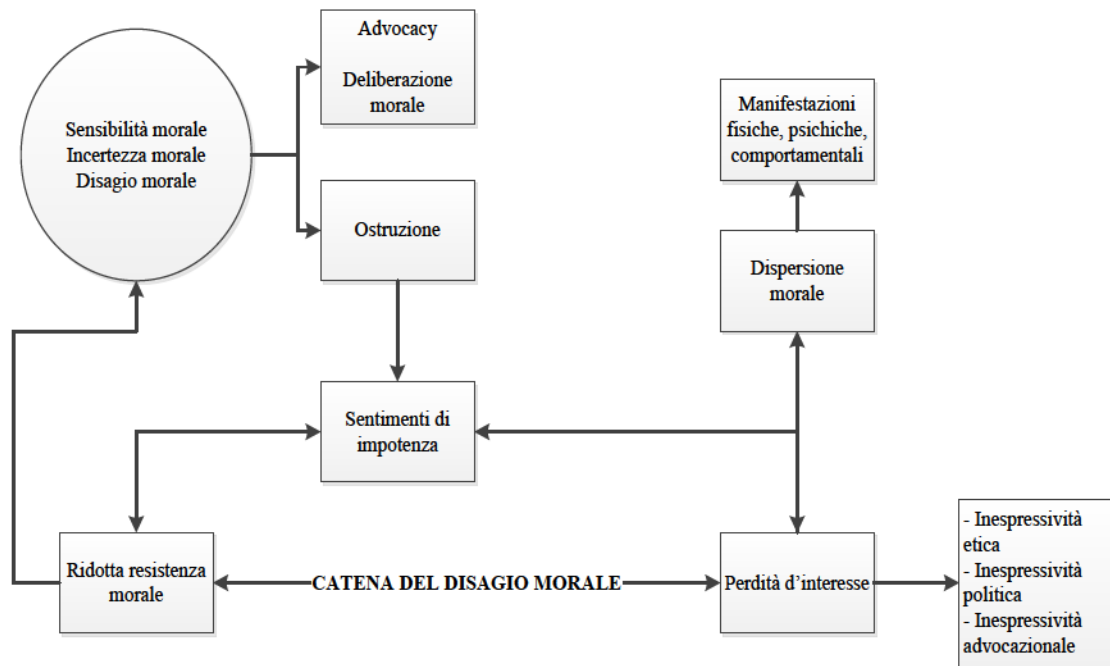 Advocacy
Deliberazione
morale
Sensibilità morale
Incertezza morale
Disagio morale
Manifestazioni
fisiche, psichiche,
comportamentali
Ostruzione
Dispersione
morale
Sentimenti di
impotenza
Ridotta resistenza
morale
CATENA DEL DISAGIO MORALE
Perdità d’interesse
- Inespressività
etica
- Inespressività
politica
- Inespressività
advocazionale